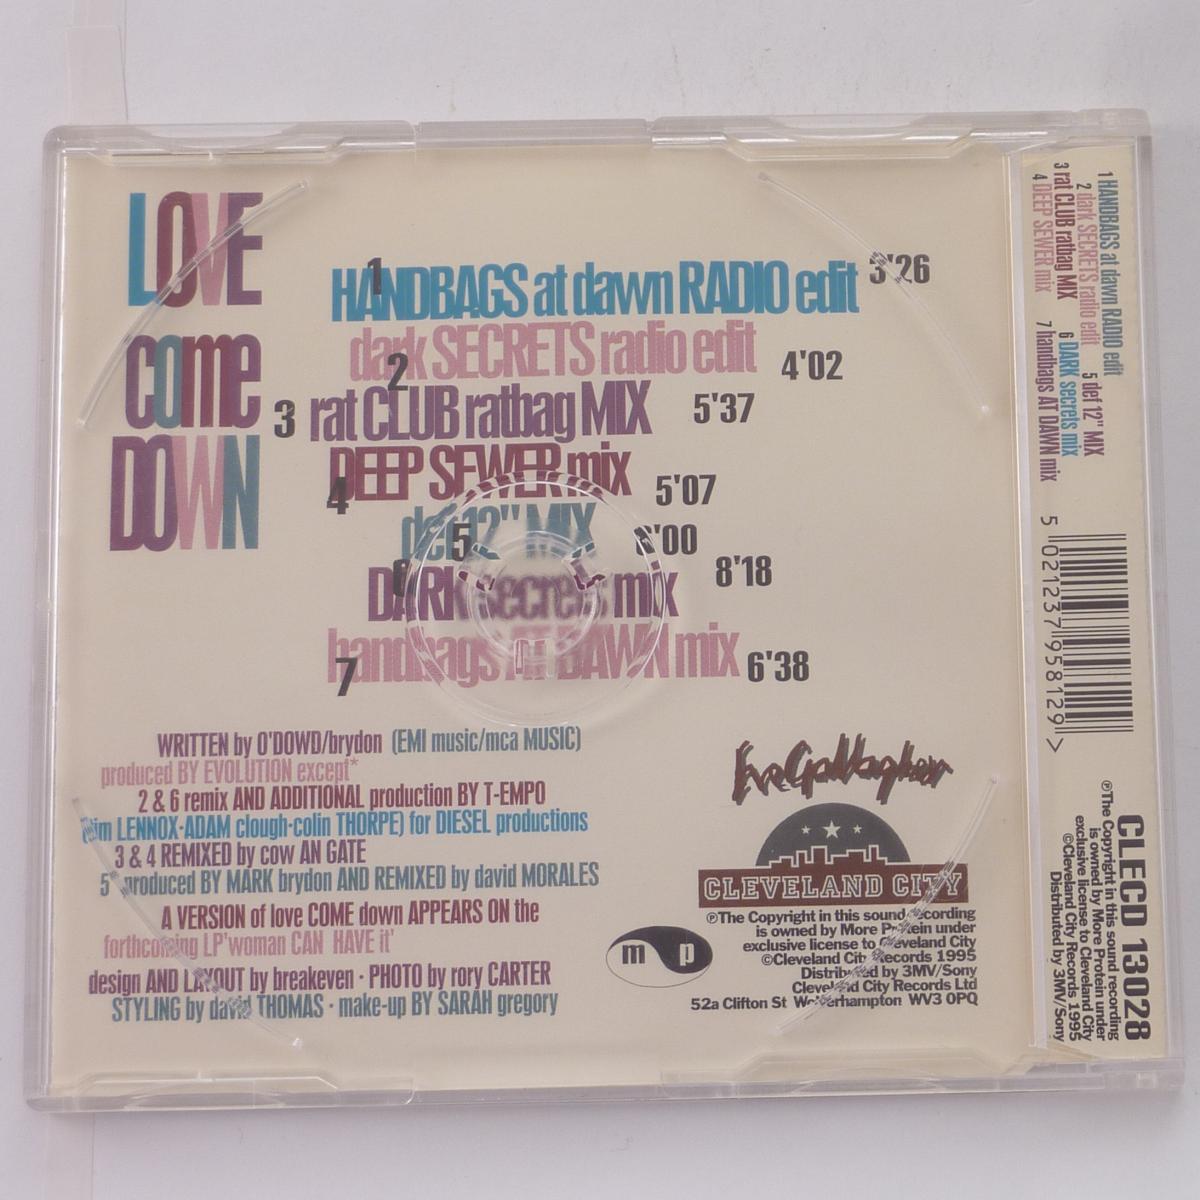 LOVE
come
DOWN
1 HANDBAGS at dawn RADIO edit 3'26
2 dark SECRETS radio edit 4'02
3 rat CLUB ratbag MIX 5'37
4 DEEP SEWER mix 5'07
5 def 12" MIX 6'00
6 DARK secrets mix 8'18
7 handbags AT DAWN mix 6'38
WRITTEN by O'DOWD/brydon (EMI music/mca MUSIC)
produced BY EVOLUTION except*
2 & 6 remix AND ADDITIONAL production BY T-EMPO
(tim LENNOX·ADAM clough·colin THORPE) for DIESEL productions
3 & 4 REMIXED by cow AN GATE
5* produced BY MARK brydon AND REMIXED by david MORALES
A VERSION of love COME down APPEARS ON the
forthcoming LP 'woman CAN HAVE it'
design AND LAYOUT by breakeven · PHOTO by rory CARTER
STYLING by david THOMAS · make-up BY SARAH gregory
Eve Gallagher
CLEVELAND CITY
m p
℗The Copyright in this sound recording
is owned by More Protein under
exclusive license to Cleveland City
©Cleveland City Records 1995
Distributed by 3MV/Sony
Cleveland City Records Ltd
52a Clifton St Wolverhampton WV3 0PQ
1 HANDBAGS at dawn RADIO edit
2 dark SECRETS radio edit 5 def 12" MIX
3 rat CLUB ratbag MIX 6 DARK secrets mix
4 DEEP SEWER mix 7 handbags AT DAWN mix
5 021237 958129 >
CLECD 13028
℗The Copyright in this sound recording
is owned by More Protein under
exclusive license to Cleveland City
©Cleveland City Records 1995
Distributed by 3MV/Sony